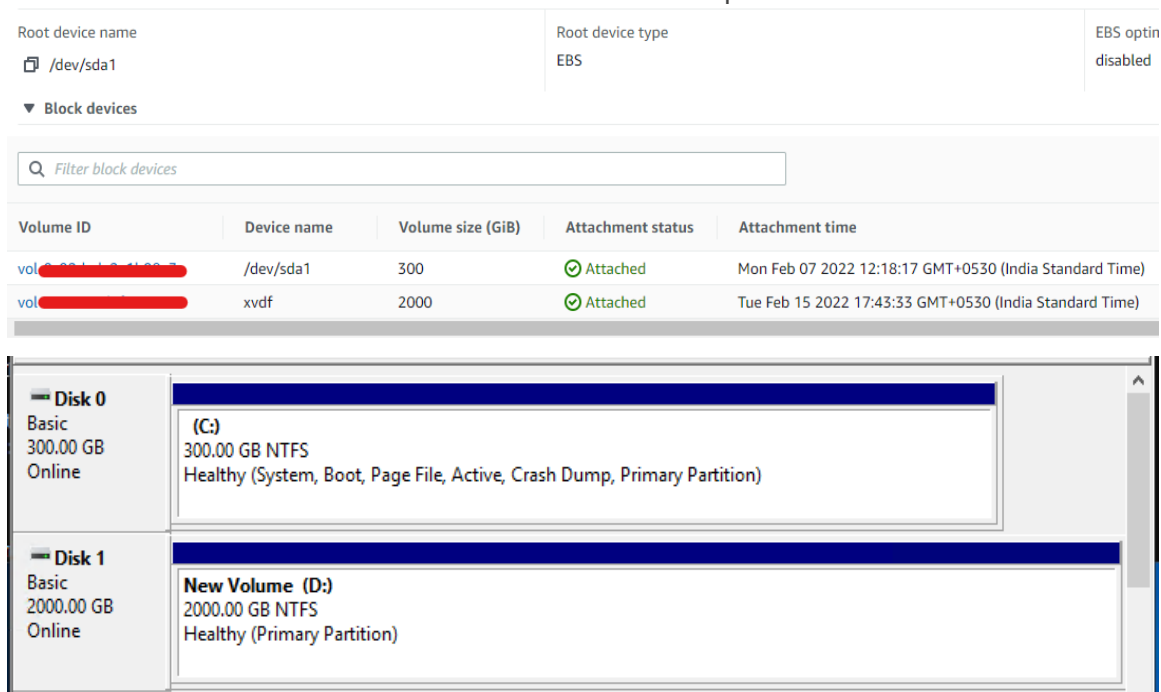 Root device name
Root device type
EBS optim
/dev/sda1
EBS
disabled
Block devices
Filter block devices
Volume ID
Device name
Volume size (GiB)
Attachment status
Attachment time
vol
/dev/sda1
300
Attached
Mon Feb 07 2022 12:18:17 GMT+0530 (India Standard Time)
vol
xvdf
2000
Attached
Tue Feb 15 2022 17:43:33 GMT+0530 (India Standard Time)
Disk 0
Basic
300.00 GB
Online
(C:)
300.00 GB NTFS
Healthy (System, Boot, Page File, Active, Crash Dump, Primary Partition)
Disk 1
Basic
2000.00 GB
Online
New Volume (D:)
2000.00 GB NTFS
Healthy (Primary Partition)